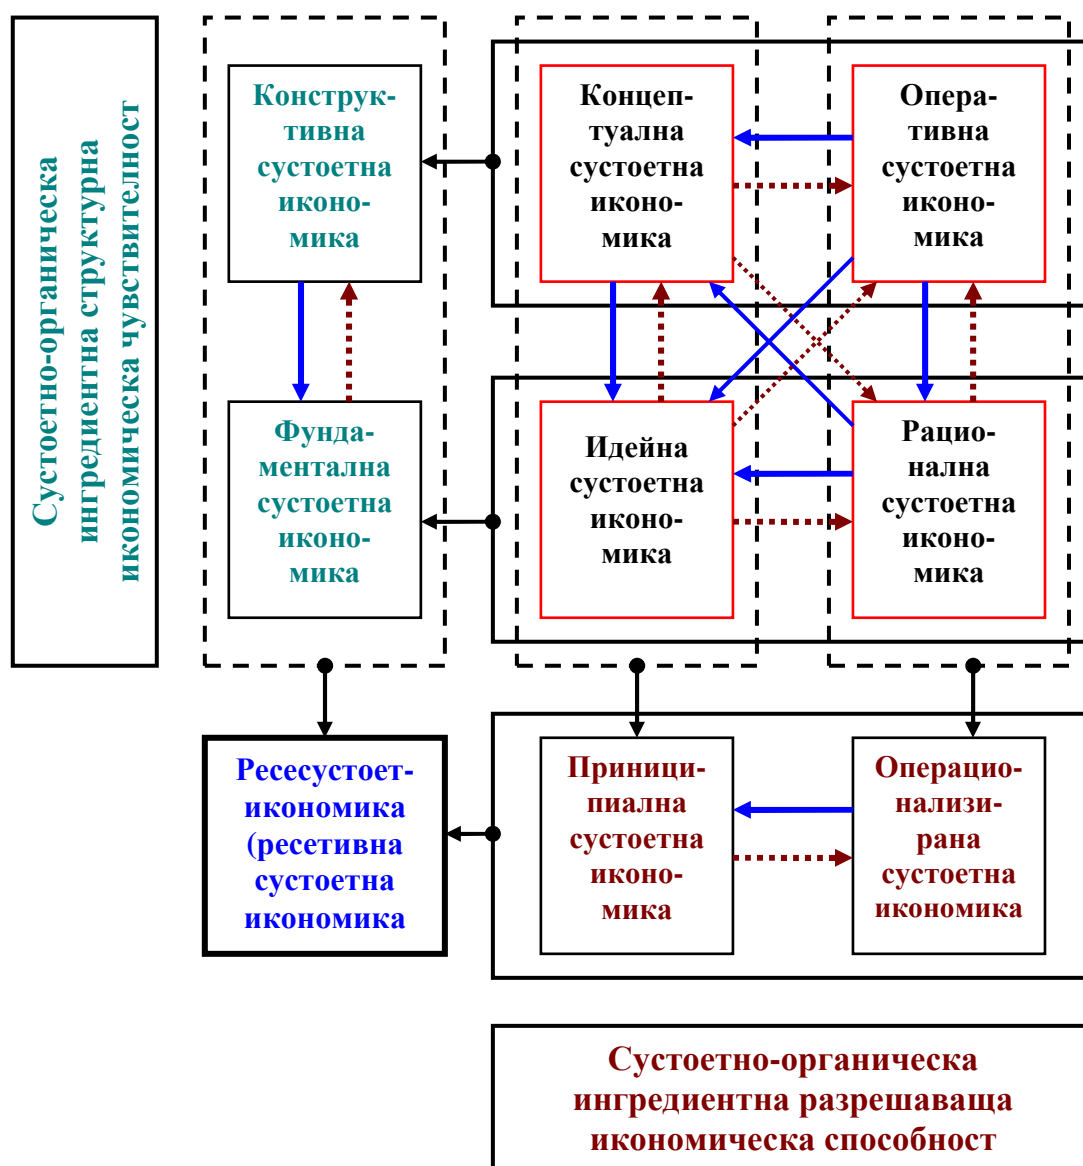 Сустоетно-органическа
ингредиентна структурна
икономическа чувствителност
Конструк-
тивна
сустоетна
иконо-
мика
Концеп-
туална
сустоетна
иконо-
мика
Опера-
тивна
сустоетна
иконо-
мика
Фунда-
ментална
сустоетна
иконо-
мика
Идейна
сустоетна
иконо-
мика
Рацио-
нална
сустоетна
иконо-
мика
Ресесустоет-
икономика
(ресетивна
сустоетна
икономика
Приници-
пиална
сустоетна
иконо-
мика
Операцио-
нализи-
рана
сустоетна
икономика
Сустоетно-органическа
ингредиентна разрешаваща
икономическа способност